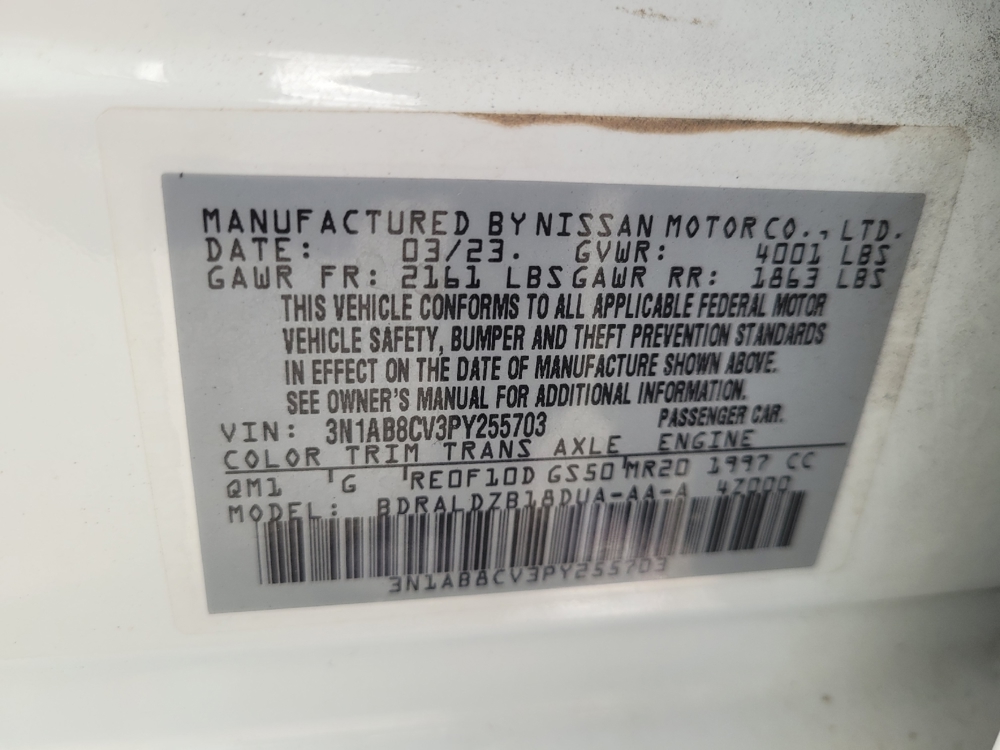 MANUFACTURED BY NISSAN MOTOR CO., LTD.
DATE: 03/23. GVWR: 4001 LBS
GAWR FR: 2161 LBS GAWR RR: 1863 LBS
THIS VEHICLE CONFORMS TO ALL APPLICABLE FEDERAL MOTOR
VEHICLE SAFETY, BUMPER AND THEFT PREVENTION STANDARDS
IN EFFECT ON THE DATE OF MANUFACTURE SHOWN ABOVE.
SEE OWNER'S MANUAL FOR ADDITIONAL INFORMATION.
VIN: 3N1AB8CV3PY255703 PASSENGER CAR.
COLOR TRIM TRANS AXLE ENGINE
QM1 G RE0F10D GS50 MR20 1997 CC
MODEL: BDRALDZB18DUA-AA-A 4Z000
3N1AB8CV3PY255703